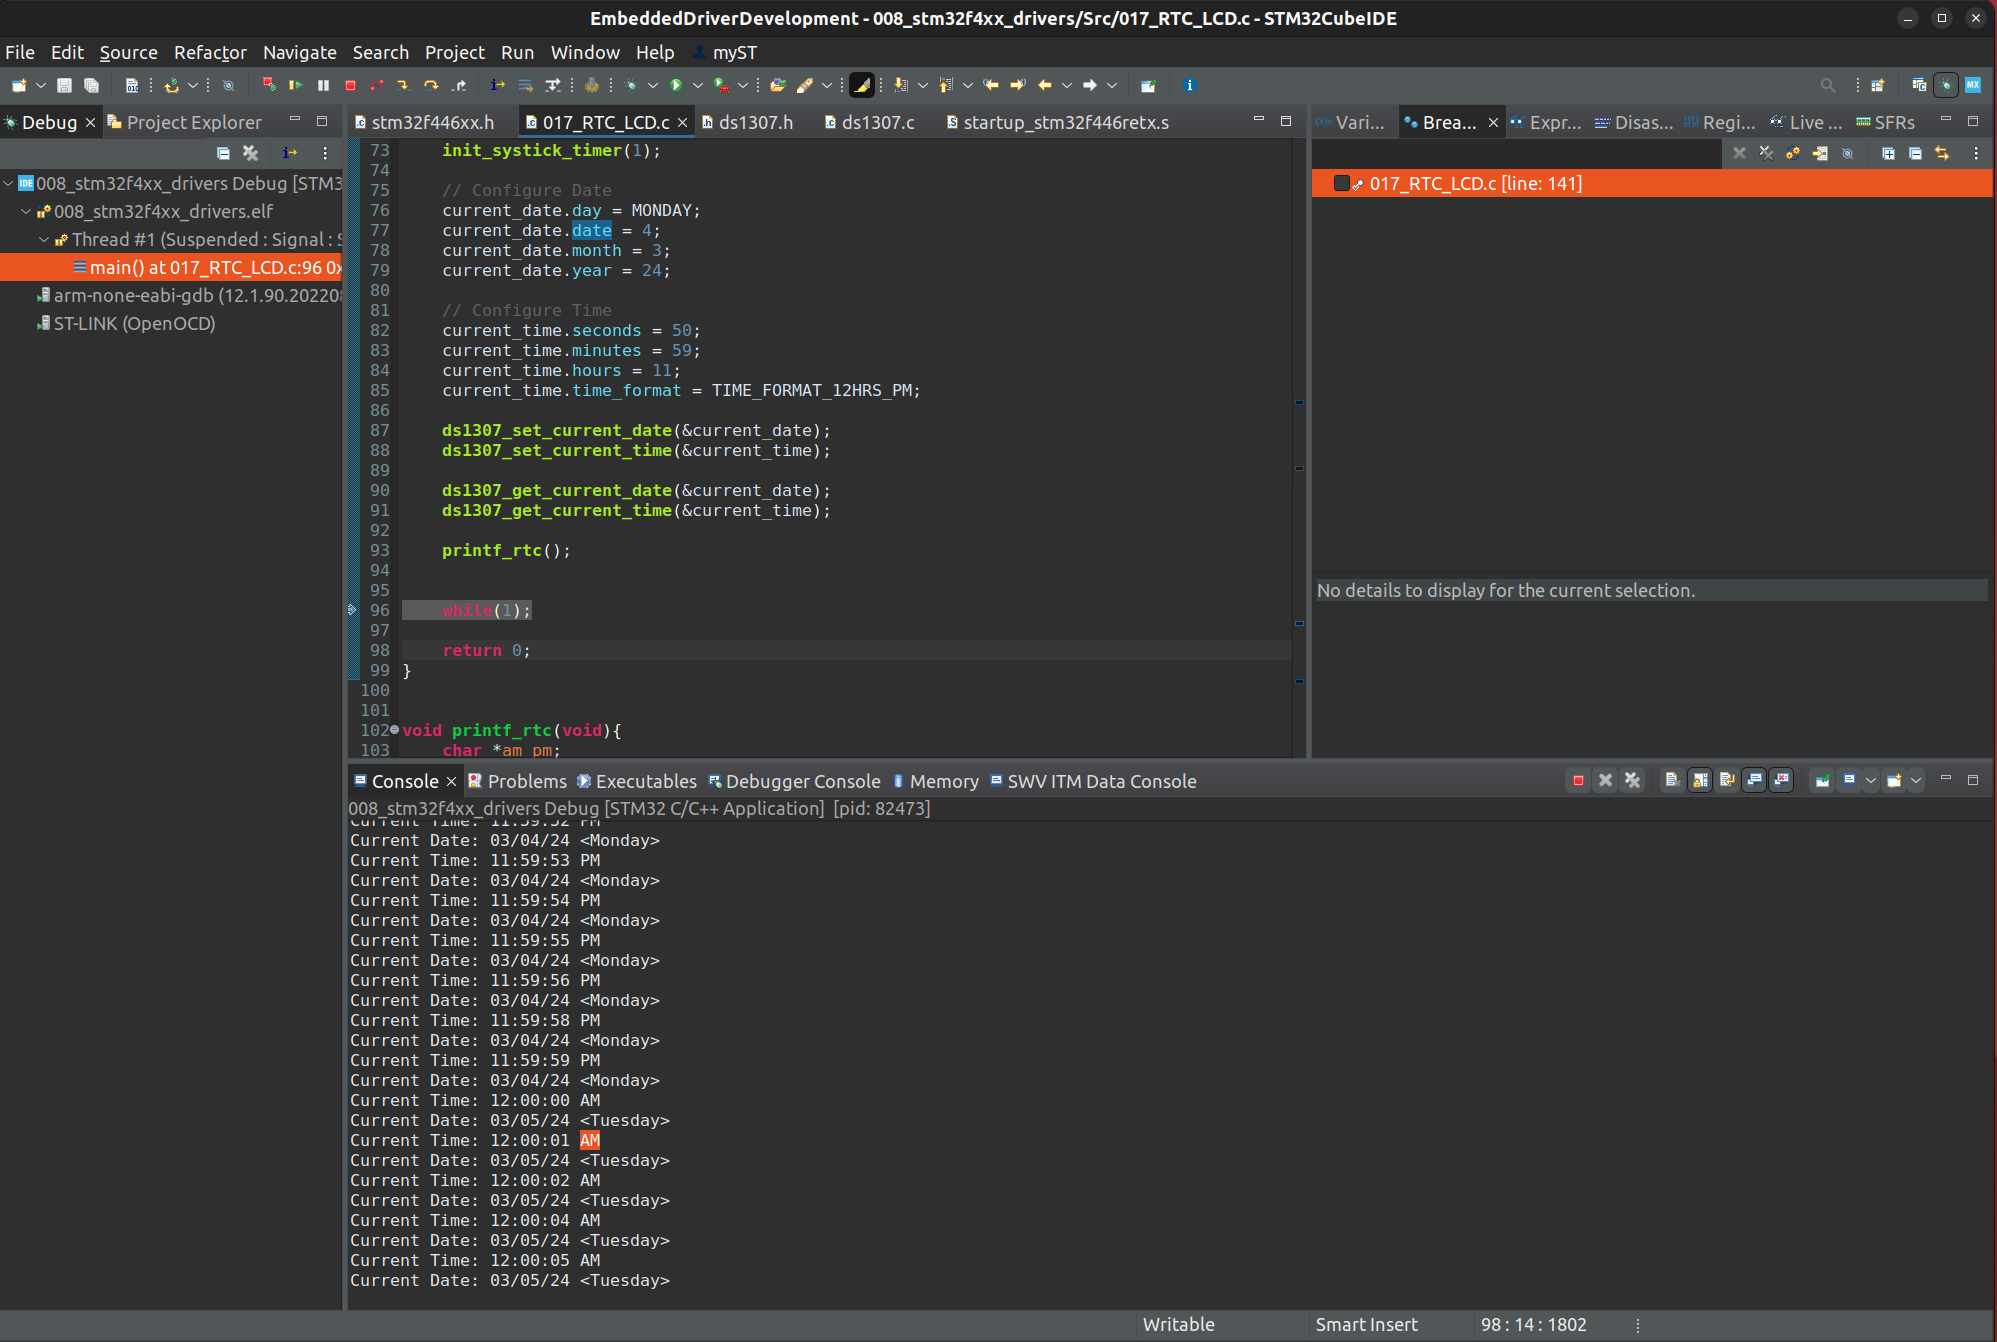 EmbeddedDriverDevelopment - 008_stm32f4xx_drivers/Src/017_RTC_LCD.c - STM32CubeIDE
File Edit Source Refactor Navigate Search Project Run Window Help myST
Debug Project Explorer
008_stm32f4xx_drivers Debug [STM3
008_stm32f4xx_drivers.elf
Thread #1 (Suspended : Signal : S
main() at 017_RTC_LCD.c:96 0x
arm-none-eabi-gdb (12.1.90.202208
ST-LINK (OpenOCD)
stm32f446xx.h 017_RTC_LCD.c ds1307.h ds1307.c startup_stm32f446retx.s
73 init_systick_timer(1);
74
75 // Configure Date
76 current_date.day = MONDAY;
77 current_date.date = 4;
78 current_date.month = 3;
79 current_date.year = 24;
80
81 // Configure Time
82 current_time.seconds = 50;
83 current_time.minutes = 59;
84 current_time.hours = 11;
85 current_time.time_format = TIME_FORMAT_12HRS_PM;
86
87 ds1307_set_current_date(&current_date);
88 ds1307_set_current_time(&current_time);
89
90 ds1307_get_current_date(&current_date);
91 ds1307_get_current_time(&current_time);
92
93 printf_rtc();
94
95
96 while(1);
97
98 return 0;
99 }
100
101
102 void printf_rtc(void){
103 char *am_pm;
Vari... Brea... Expr... Disas... Regi... Live ... SFRs
017_RTC_LCD.c [line: 141]
No details to display for the current selection.
Console Problems Executables Debugger Console Memory SWV ITM Data Console
008_stm32f4xx_drivers Debug [STM32 C/C++ Application] [pid: 82473]
Current Time: 11:59:52 PM
Current Date: 03/04/24 <Monday>
Current Time: 11:59:53 PM
Current Date: 03/04/24 <Monday>
Current Time: 11:59:54 PM
Current Date: 03/04/24 <Monday>
Current Time: 11:59:55 PM
Current Date: 03/04/24 <Monday>
Current Time: 11:59:56 PM
Current Date: 03/04/24 <Monday>
Current Time: 11:59:58 PM
Current Date: 03/04/24 <Monday>
Current Time: 11:59:59 PM
Current Date: 03/04/24 <Monday>
Current Time: 12:00:00 AM
Current Date: 03/05/24 <Tuesday>
Current Time: 12:00:01 AM
Current Date: 03/05/24 <Tuesday>
Current Time: 12:00:02 AM
Current Date: 03/05/24 <Tuesday>
Current Time: 12:00:04 AM
Current Date: 03/05/24 <Tuesday>
Current Time: 12:00:05 AM
Current Date: 03/05/24 <Tuesday>
Writable Smart Insert 98 : 14 : 1802